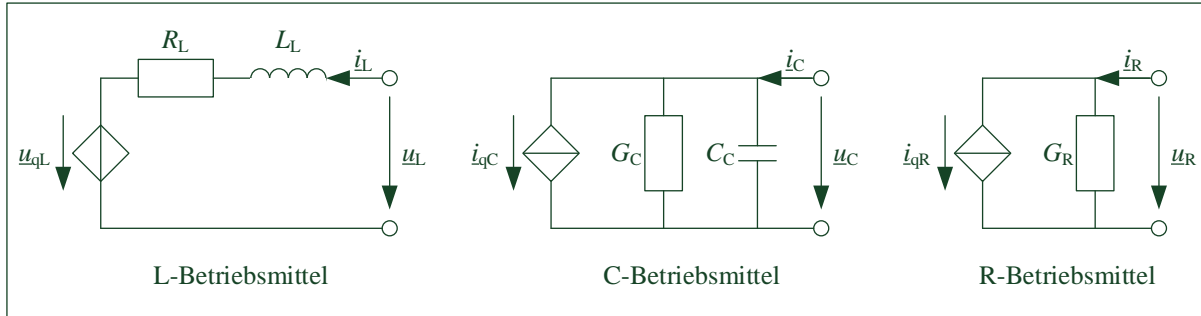 R_L L_L i_L
u_qL u_L
L-Betriebsmittel
i_C
i_qC G_C C_C u_C
C-Betriebsmittel
i_R
i_qR G_R u_R
R-Betriebsmittel